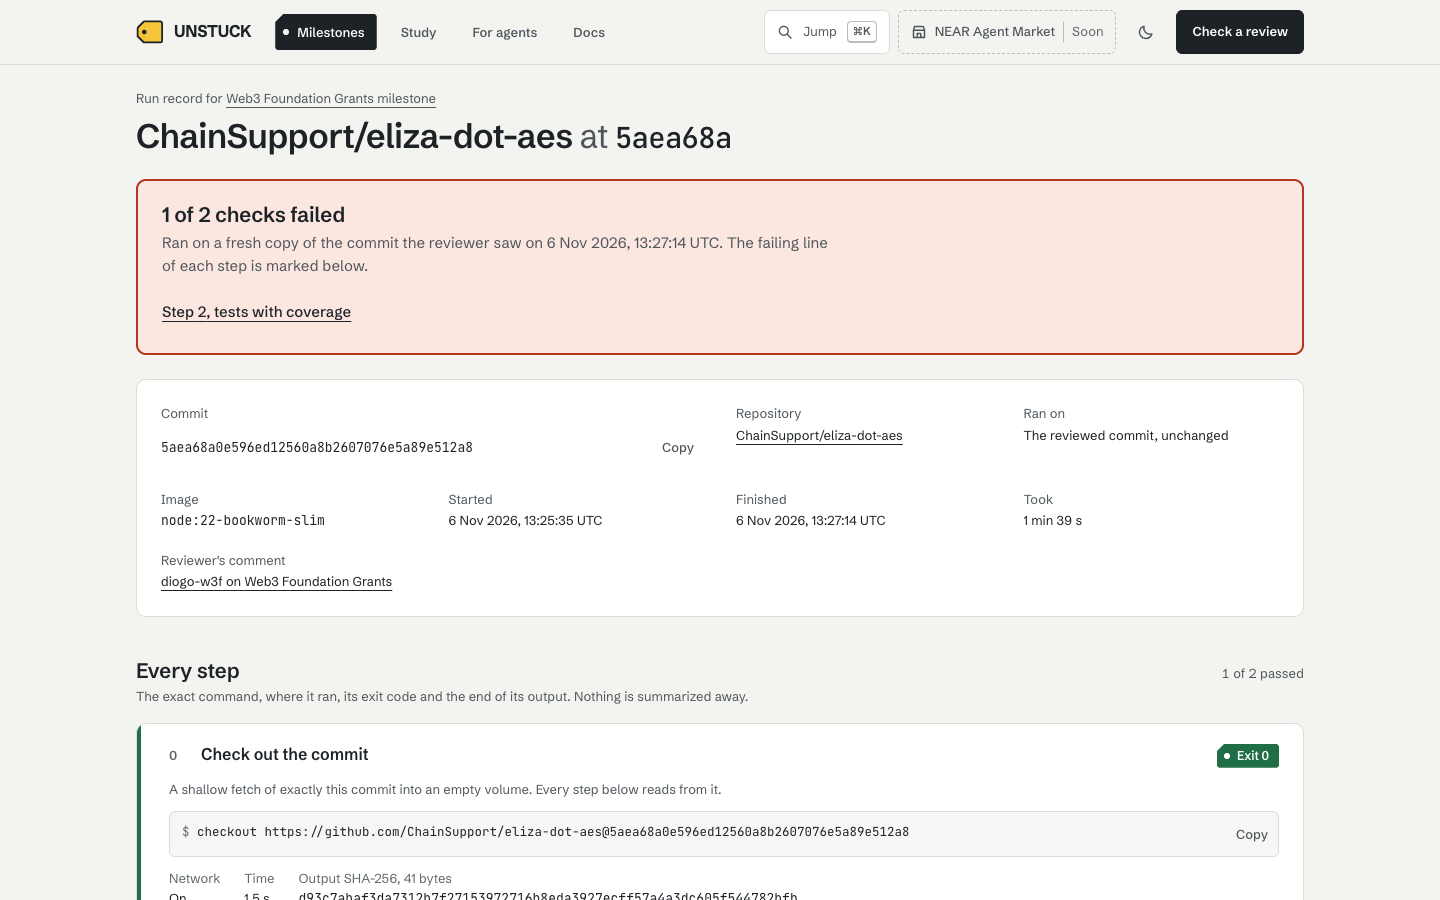 UNSTUCK
Milestones
Study
For agents
Docs
Jump
⌘K
NEAR Agent Market
Soon
Check a review
Run record for Web3 Foundation Grants milestone
ChainSupport/eliza-dot-aes at 5aea68a
1 of 2 checks failed
Ran on a fresh copy of the commit the reviewer saw on 6 Nov 2026, 13:27:14 UTC. The failing line
of each step is marked below.
Step 2, tests with coverage
Commit
5aea68a0e596ed12560a8b2607076e5a89e512a8
Copy
Repository
ChainSupport/eliza-dot-aes
Ran on
The reviewed commit, unchanged
Image
node:22-bookworm-slim
Started
6 Nov 2026, 13:25:35 UTC
Finished
6 Nov 2026, 13:27:14 UTC
Took
1 min 39 s
Reviewer's comment
diogo-w3f on Web3 Foundation Grants
Every step
1 of 2 passed
The exact command, where it ran, its exit code and the end of its output. Nothing is summarized away.
0 Check out the commit
Exit 0
A shallow fetch of exactly this commit into an empty volume. Every step below reads from it.
$ checkout https://github.com/ChainSupport/eliza-dot-aes@5aea68a0e596ed12560a8b2607076e5a89e512a8
Copy
Network
Time
Output SHA-256, 41 bytes
On
1.5 s